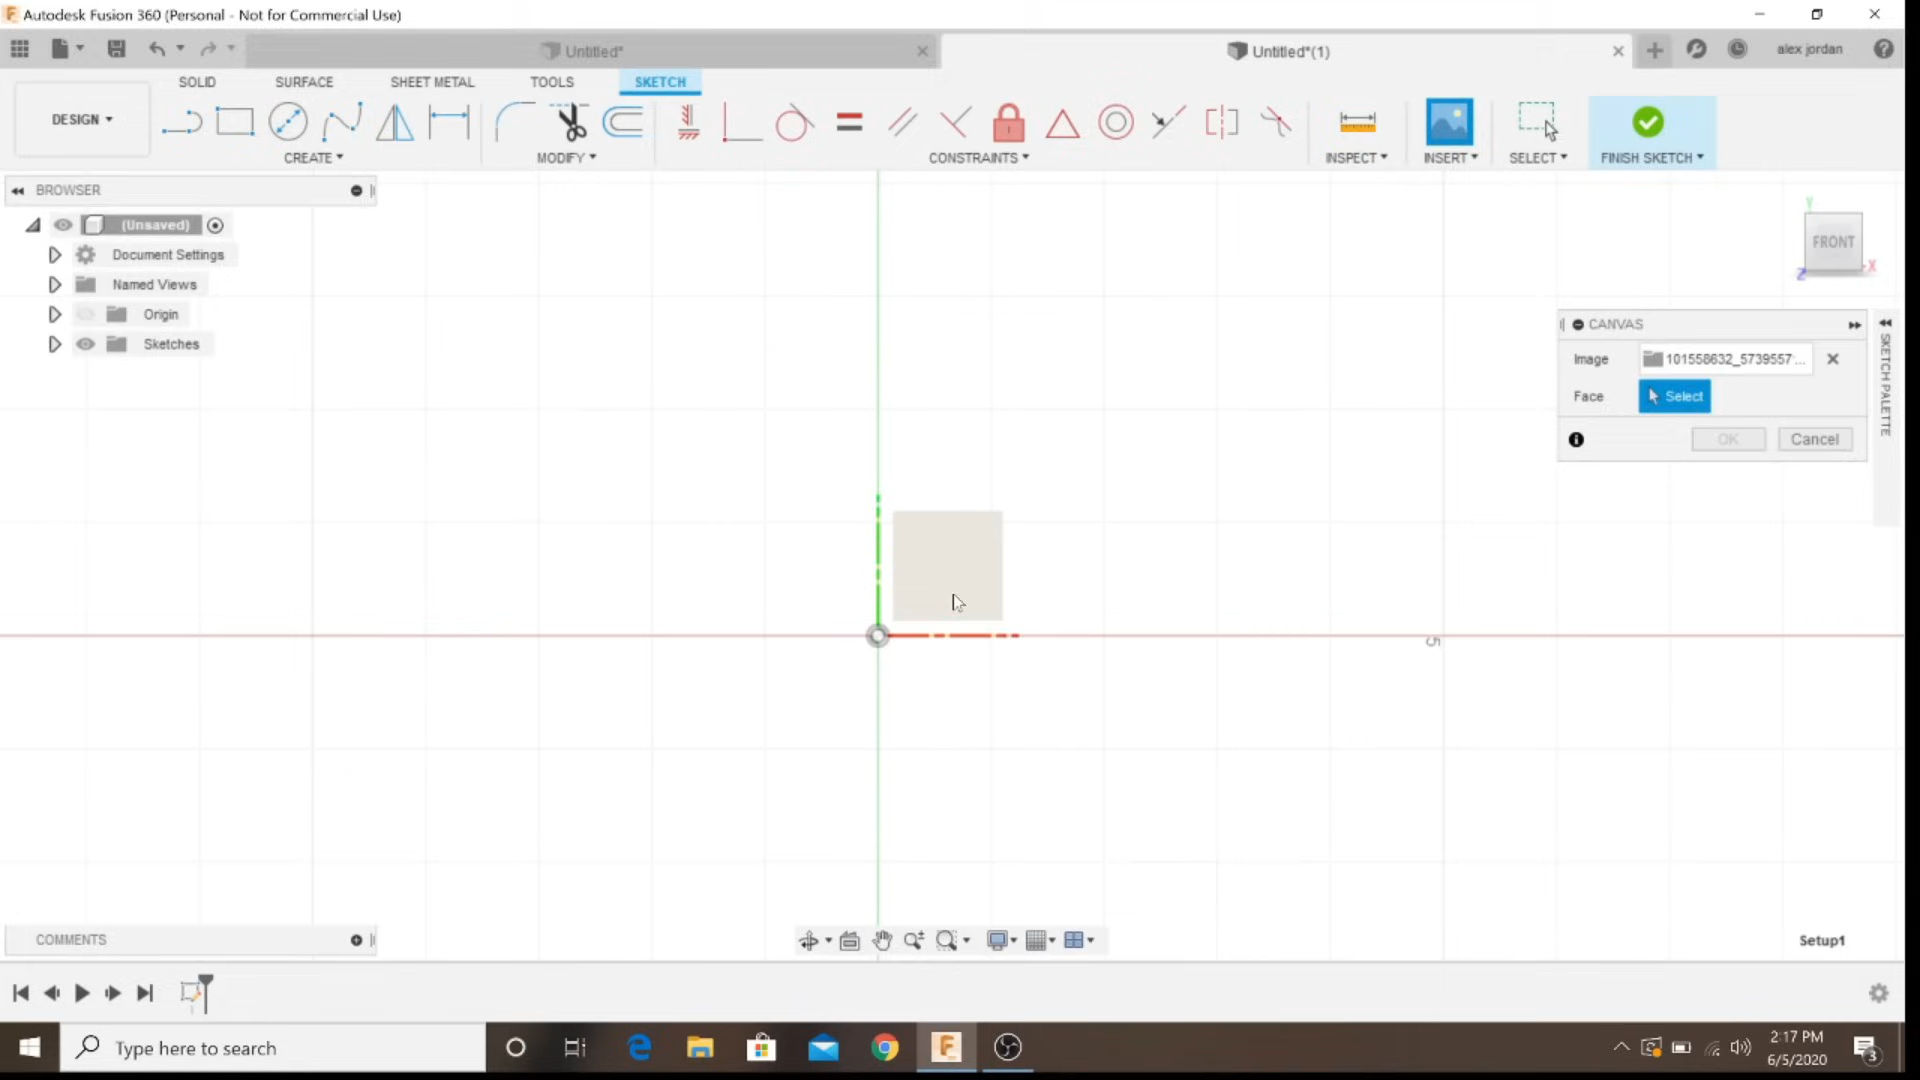 Autodesk Fusion 360 (Personal - Not for Commercial Use)
Untitled*
Untitled*(1)
alex jordan
DESIGN
SOLID
SURFACE
SHEET METAL
TOOLS
SKETCH
CREATE
MODIFY
CONSTRAINTS
INSPECT
INSERT
SELECT
FINISH SKETCH
BROWSER
(Unsaved)
Document Settings
Named Views
Origin
Sketches
Y
FRONT
X
Z
CANVAS
Image
101558632_5739557...
Face
Select
OK
Cancel
SKETCH PALETTE
5
COMMENTS
Setup1
Type here to search
2:17 PM
6/5/2020
3